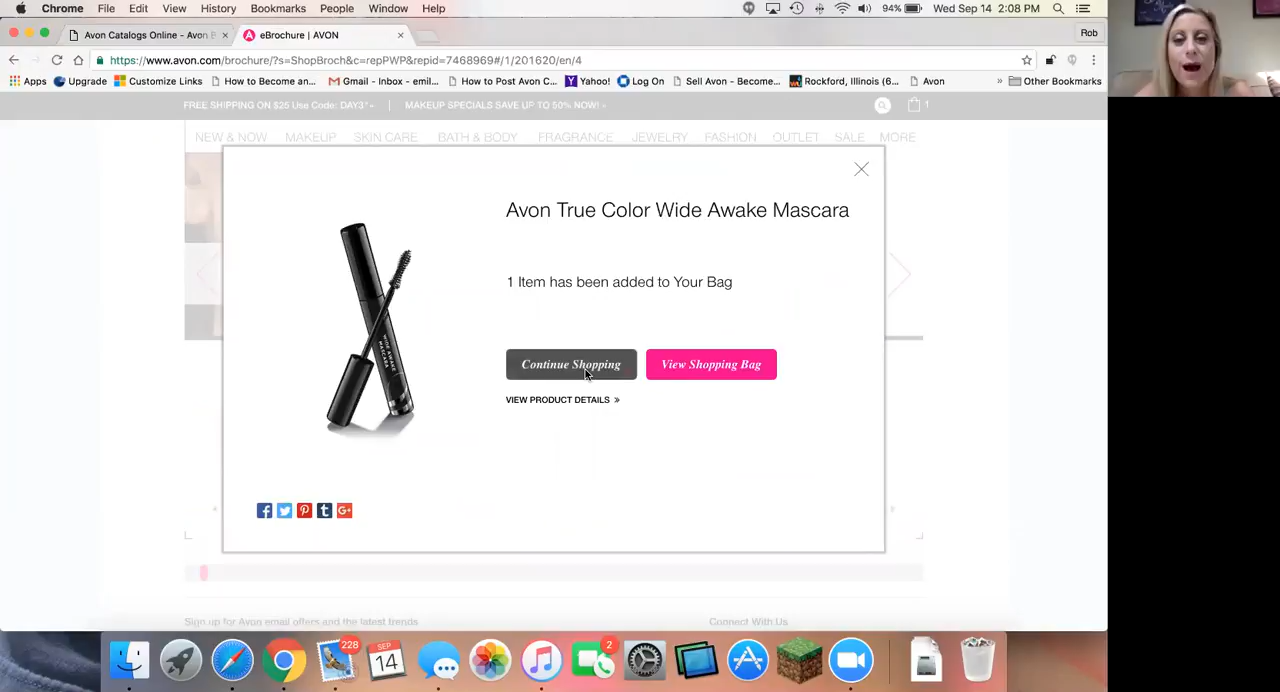 Chrome File Edit View History Bookmarks People Window Help 94% Wed Sep 14 2:08 PM
Avon Catalogs Online - Avon B eBrochure | AVON Rob
https://www.avon.com/brochure/?s=ShopBroch&c=repPWP&repid=7468969#/1/201620/en/4
Apps Upgrade Customize Links How to Become an... Gmail - Inbox - emil... How to Post Avon C... Yahoo! Log On Sell Avon - Become... Rockford, Illinois (6... Avon » Other Bookmarks
FREE SHIPPING ON $25 Use Code: DAY3* MAKEUP SPECIALS SAVE UP TO 50% NOW! 1
NEW & NOW MAKEUP SKIN CARE BATH & BODY FRAGRANCE JEWELRY FASHION OUTLET SALE MORE
Avon True Color Wide Awake Mascara
1 Item has been added to Your Bag
WIDE AWAKE
MASCARA
Continue Shopping View Shopping Bag
VIEW PRODUCT DETAILS »
Sign up for Avon email offers and the latest trends Connect With Us
228 SEP 14 2